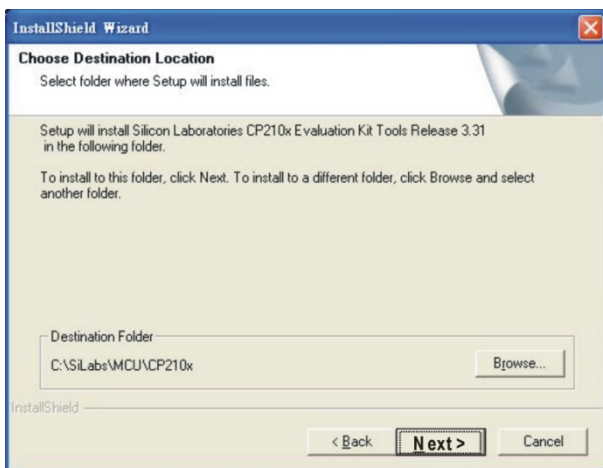 InstallShield Wizard
Choose Destination Location
Select folder where Setup will install files.
Setup will install Silicon Laboratories CP210x Evaluation Kit Tools Release 3.31
in the following folder.
To install to this folder, click Next. To install to a different folder, click Browse and select
another folder.
Destination Folder
C:\SiLabs\MCU\CP210x
Browse...
InstallShield
< Back
Next >
Cancel